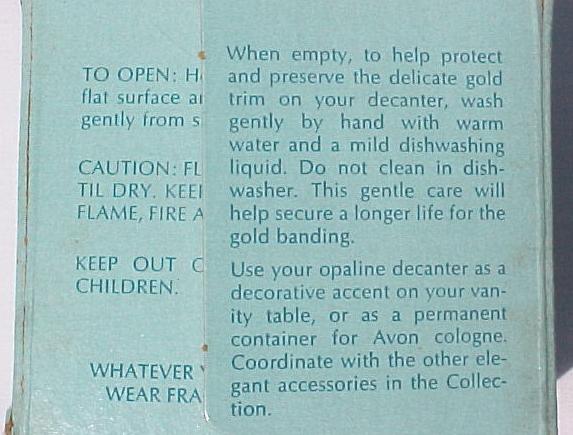 TO OPEN: H
flat surface a
gently from s
CAUTION: FL
TIL DRY. KEE
FLAME, FIRE A
KEEP OUT
CHILDREN.
WHATEVER
WEAR FRA
When empty, to help protect
and preserve the delicate gold
trim on your decanter, wash
gently by hand with warm
water and a mild dishwashing
liquid. Do not clean in dish-
washer. This gentle care will
help secure a longer life for the
gold banding.
Use your opaline decanter as a
decorative accent on your van-
ity table, or as a permanent
container for Avon cologne.
Coordinate with the other ele-
gant accessories in the Collec-
tion.